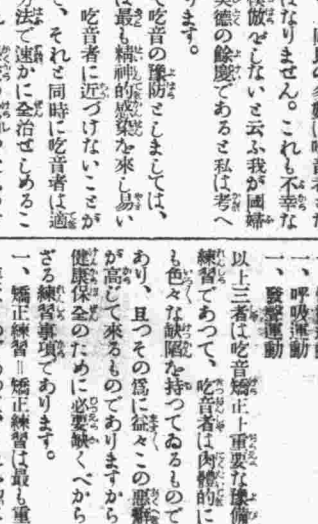 はなりません。これも不幸な
模倣をしないと云ふ我が國婦
美德の餘慶であると私は考へ
ります。
て吃音の豫防としましては、
は最も精神的感染を來し易い
吃音者に近づけないことが
で、それと同時に吃音者は適
方法で速かに全治せしめるこ
一、呼吸運動
一、發聲運動
以上三者は吃音矯正上重要な豫備
練習であつて、吃音者は肉體的に
も色々な缺陷を持つてゐるもので
あり、且つその爲に益々この惡癖
が高して來るものでありますから
健康保全のために必要缺くべから
ざる練習事項であります。
一、矯正練習=矯正練習は最も重